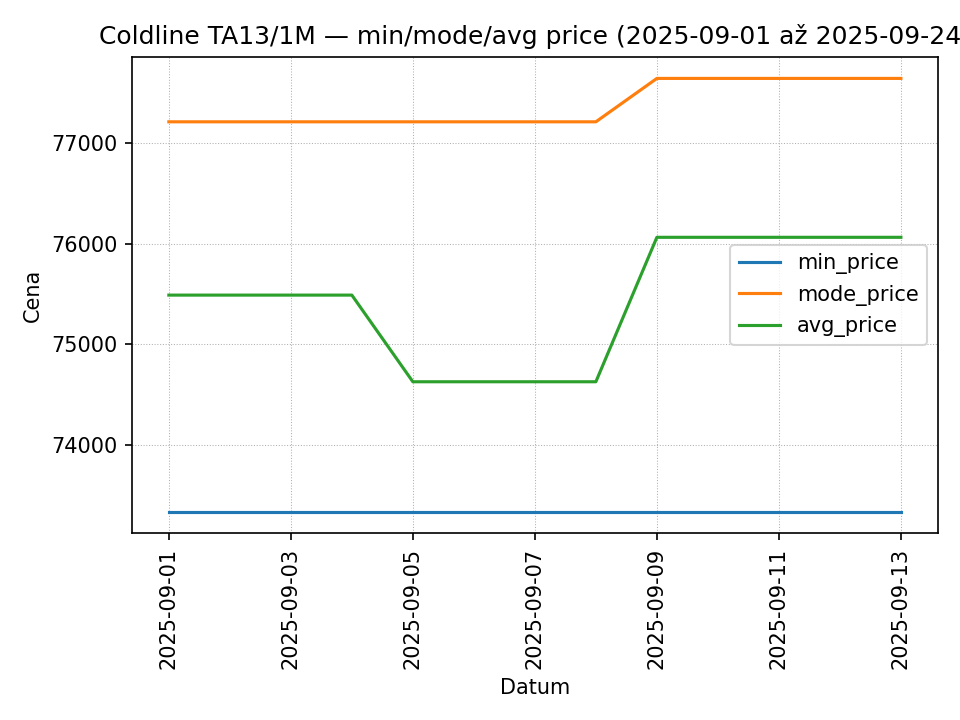 Coldline TA13/1M — min/mode/avg price (2025-09-01 až 2025-09-24
77000
76000
75000
74000
Cena
min_price
mode_price
avg_price
2025-09-01
2025-09-03
2025-09-05
2025-09-07
2025-09-09
2025-09-11
2025-09-13
Datum